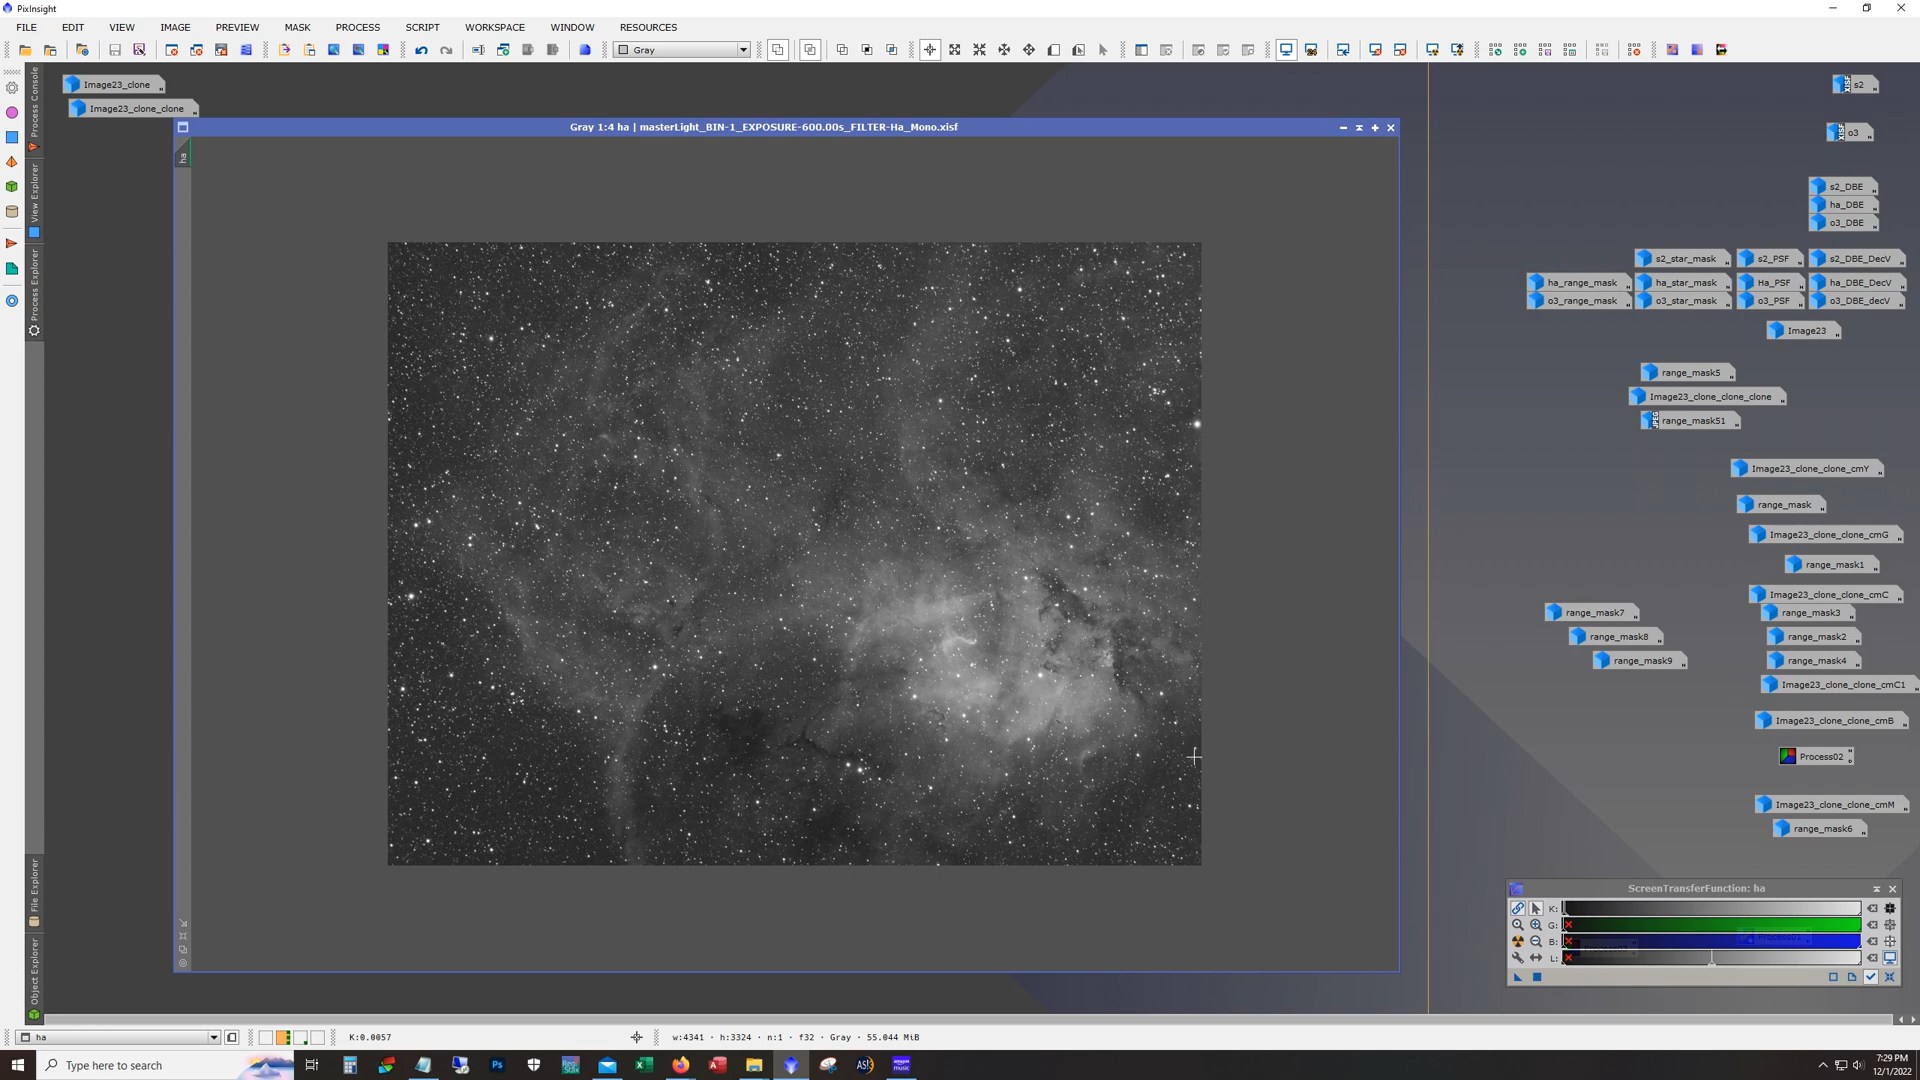 PixInsight
FILE EDIT VIEW IMAGE PREVIEW MASK PROCESS SCRIPT WORKSPACE WINDOW RESOURCES
Gray
Process Console
View Explorer
Process Explorer
File Explorer
Object Explorer
Image23_clone
Image23_clone_clone
Gray 1:4 ha | masterLight_BIN-1_EXPOSURE-600.00s_FILTER-Ha_Mono.xisf
ha
s2
o3
s2_DBE
ha_DBE
o3_DBE
s2_star_mask s2_PSF s2_DBE_DecV
ha_range_mask ha_star_mask Ha_PSF ha_DBE_DecV
o3_range_mask o3_star_mask O3_PSF o3_DBE_decV
Image23
range_mask5
Image23_clone_clone_clone
range_mask51
Image23_clone_clone_cmY
range_mask
Image23_clone_clone_cmG
range_mask1
Image23_clone_clone_cmC
range_mask7 range_mask3
range_mask8 range_mask2
range_mask9 range_mask4
Image23_clone_clone_cmC1
Image23_clone_clone_cmB
Process02
Image23_clone_clone_cmM
range_mask6
ScreenTransferFunction: ha
K:
G:
B:
L:
ha
K:0.0057
w:4341 · h:3324 · n:1 · f32 · Gray · 55.044 MiB
Type here to search
7:29 PM
12/1/2022